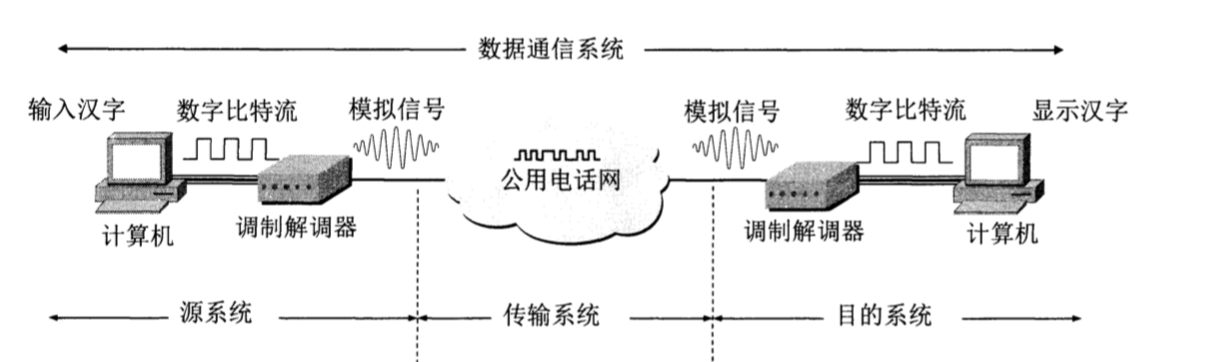 数据通信系统
输入汉字 数字比特流 模拟信号 模拟信号 数字比特流 显示汉字
公用电话网
计算机 调制解调器 调制解调器 计算机
源系统 传输系统 目的系统